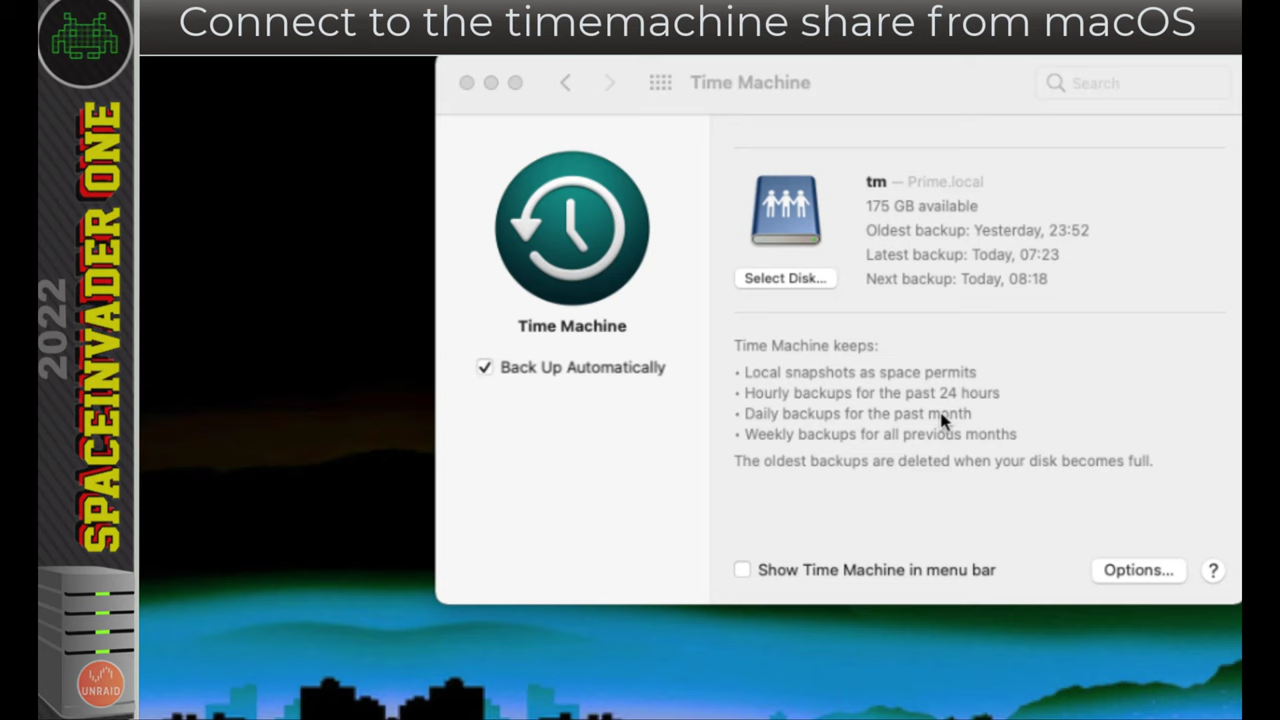 Connect to the timemachine share from macOS
2022
SPACEINVADER ONE
UNRAID
Time Machine
Search
Time Machine
Back Up Automatically
tm — Prime.local
175 GB available
Oldest backup: Yesterday, 23:52
Latest backup: Today, 07:23
Next backup: Today, 08:18
Select Disk...
Time Machine keeps:
• Local snapshots as space permits
• Hourly backups for the past 24 hours
• Daily backups for the past month
• Weekly backups for all previous months
The oldest backups are deleted when your disk becomes full.
Show Time Machine in menu bar
Options...
?